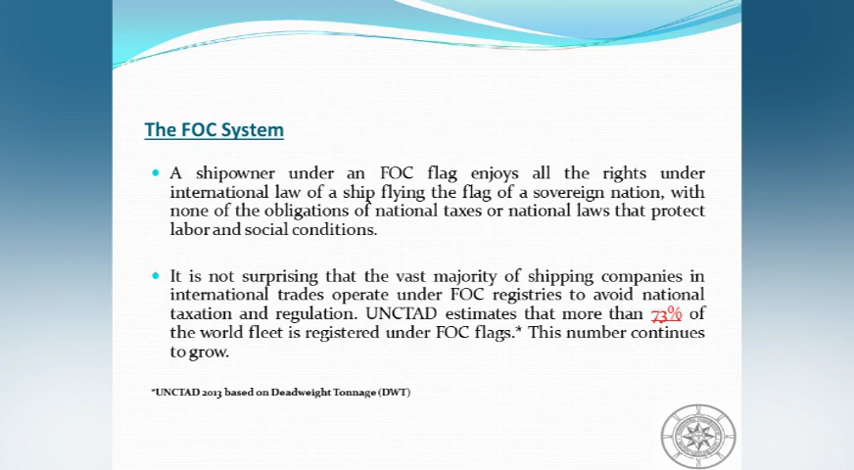 The FOC System
• A shipowner under an FOC flag enjoys all the rights under
international law of a ship flying the flag of a sovereign nation, with
none of the obligations of national taxes or national laws that protect
labor and social conditions.
• It is not surprising that the vast majority of shipping companies in
international trades operate under FOC registries to avoid national
taxation and regulation. UNCTAD estimates that more than 73% of
the world fleet is registered under FOC flags.* This number continues
to grow.
*UNCTAD 2013 based on Deadweight Tonnage (DWT)